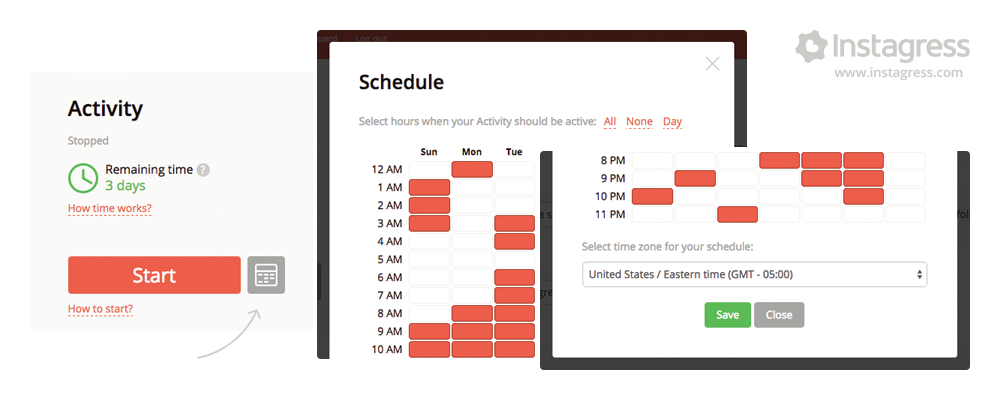 Activity
Stopped
Remaining time ?
3 days
How time works?
Start
How to start?
Log out
Schedule
Select hours when your Activity should be active: All None Day
Sun Mon Tue
12 AM
1 AM
2 AM
3 AM
4 AM
5 AM
6 AM
7 AM
8 AM
9 AM
10 AM
Instagress
www.instagress.com
8 PM
9 PM
10 PM
11 PM
Select time zone for your schedule:
United States / Eastern time (GMT - 05:00)
Save Close